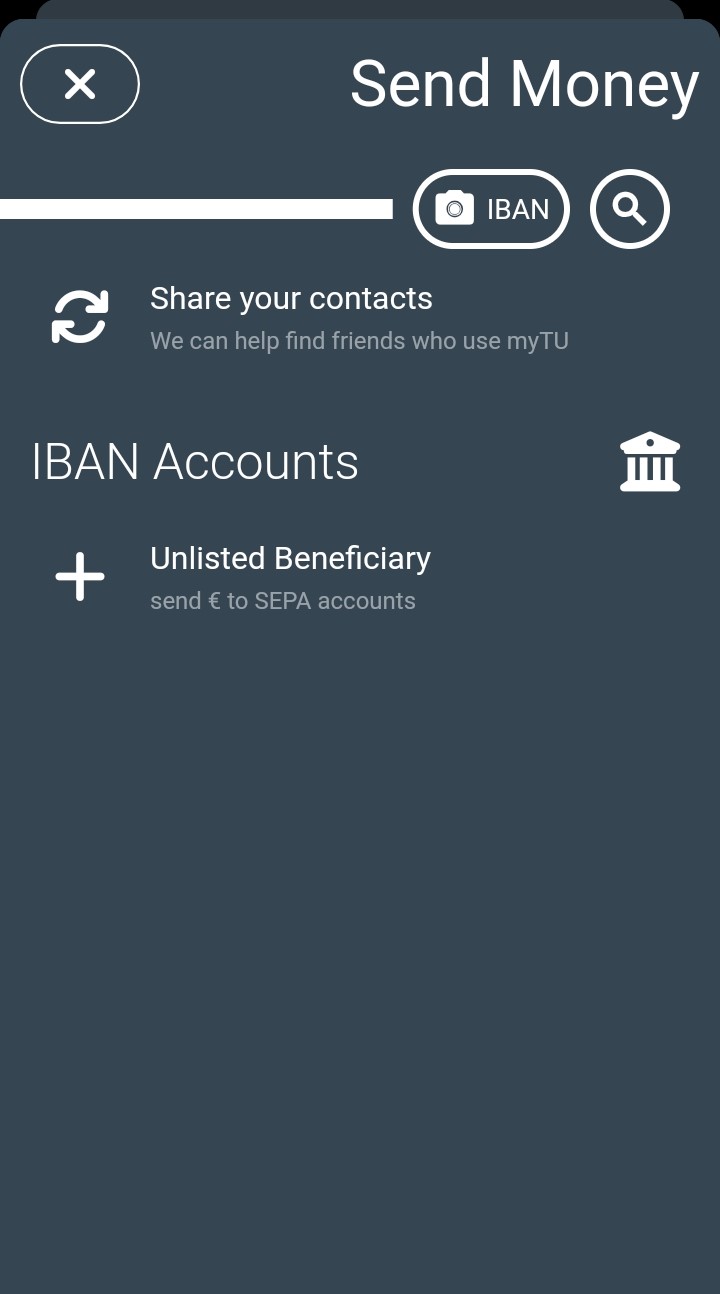 Send Money
IBAN
Share your contacts
We can help find friends who use myTU
IBAN Accounts
Unlisted Beneficiary
send € to SEPA accounts